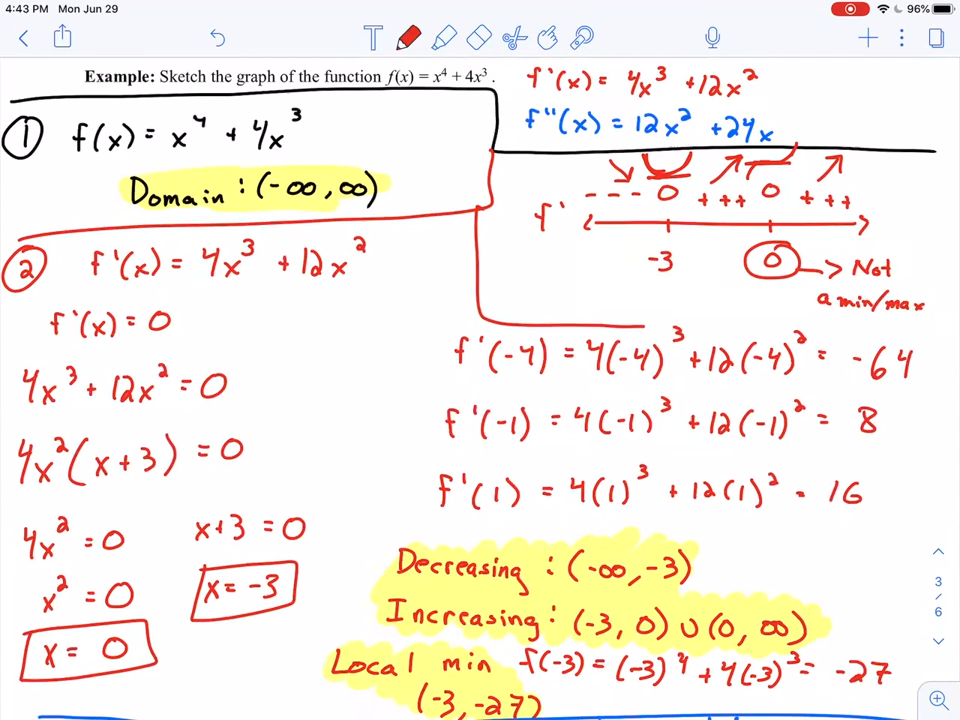 4:43 PM Mon Jun 29
96%
Example: Sketch the graph of the function f(x) = x⁴ + 4x³ .
f'(x) = 4x³ + 12x²
f''(x) = 12x² + 24x
① f(x) = x⁴ + 4x³
Domain : (-∞, ∞)
- - - 0 + ++ 0 + ++
f'
-3 0 → Not
a min/max
② f'(x) = 4x³ + 12x²
f'(x) = 0
4x³ + 12x² = 0
4x²(x+3) = 0
4x² = 0 x+3 = 0
x² = 0 x = -3
x = 0
f'(-4) = 4(-4)³ + 12(-4)² = -64
f'(-1) = 4(-1)³ + 12(-1)² = 8
f'(1) = 4(1)³ + 12(1)² = 16
Decreasing : (-∞, -3)
Increasing : (-3, 0) ∪ (0, ∞)
Local min f(-3) = (-3)⁴ + 4(-3)³ = -27
(-3, -27)
3
/
6